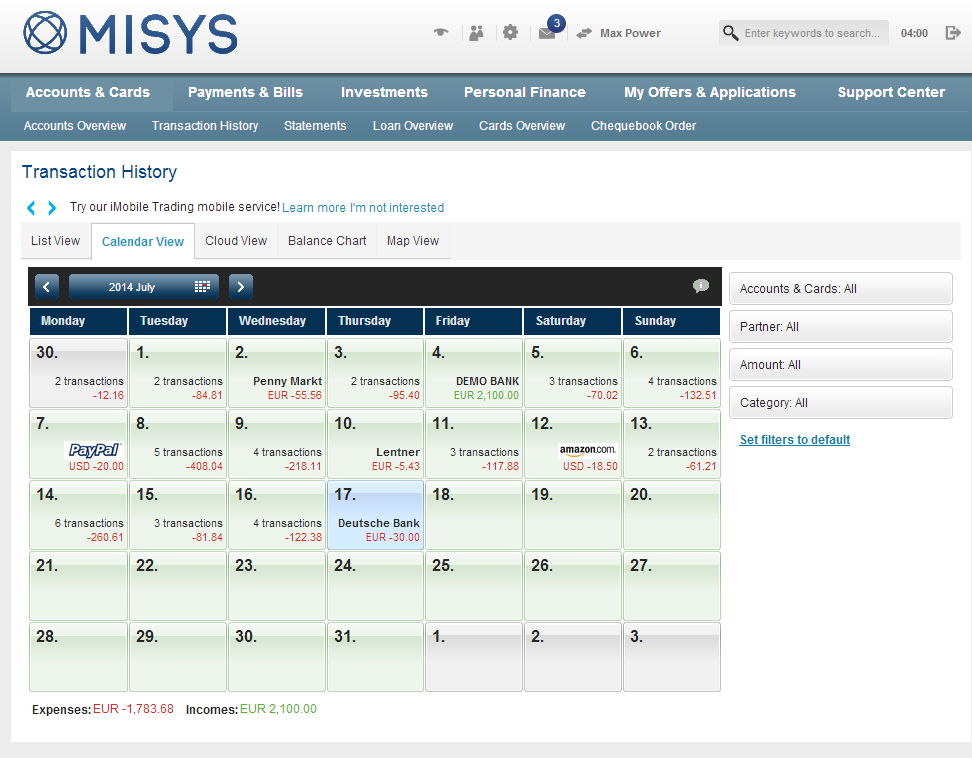 MISYS
3
Max Power
Enter keywords to search...
04:00
Accounts & Cards
Payments & Bills
Investments
Personal Finance
My Offers & Applications
Support Center
Accounts Overview
Transaction History
Statements
Loan Overview
Cards Overview
Chequebook Order
Transaction History
Try our iMobile Trading mobile service! Learn more I'm not interested
List View
Calendar View
Cloud View
Balance Chart
Map View
2014 July
Accounts & Cards: All
Partner: All
Amount: All
Category: All
Set filters to default
Monday
Tuesday
Wednesday
Thursday
Friday
Saturday
Sunday
30.
2 transactions
-12.16
1.
2 transactions
-84.81
2.
Penny Markt
EUR -55.56
3.
2 transactions
-95.40
4.
DEMO BANK
EUR 2,100.00
5.
3 transactions
-70.02
6.
4 transactions
-132.51
7.
PayPal
USD -20.00
8.
5 transactions
-408.04
9.
4 transactions
-218.11
10.
Lentner
EUR -5.43
11.
3 transactions
-117.88
12.
amazon.com.
USD -18.50
13.
2 transactions
-61.21
14.
6 transactions
-260.61
15.
3 transactions
-81.84
16.
4 transactions
-122.38
17.
Deutsche Bank
EUR -30.00
18.
19.
20.
21.
22.
23.
24.
25.
26.
27.
28.
29.
30.
31.
1.
2.
3.
Expenses: EUR -1,783.68 Incomes: EUR 2,100.00